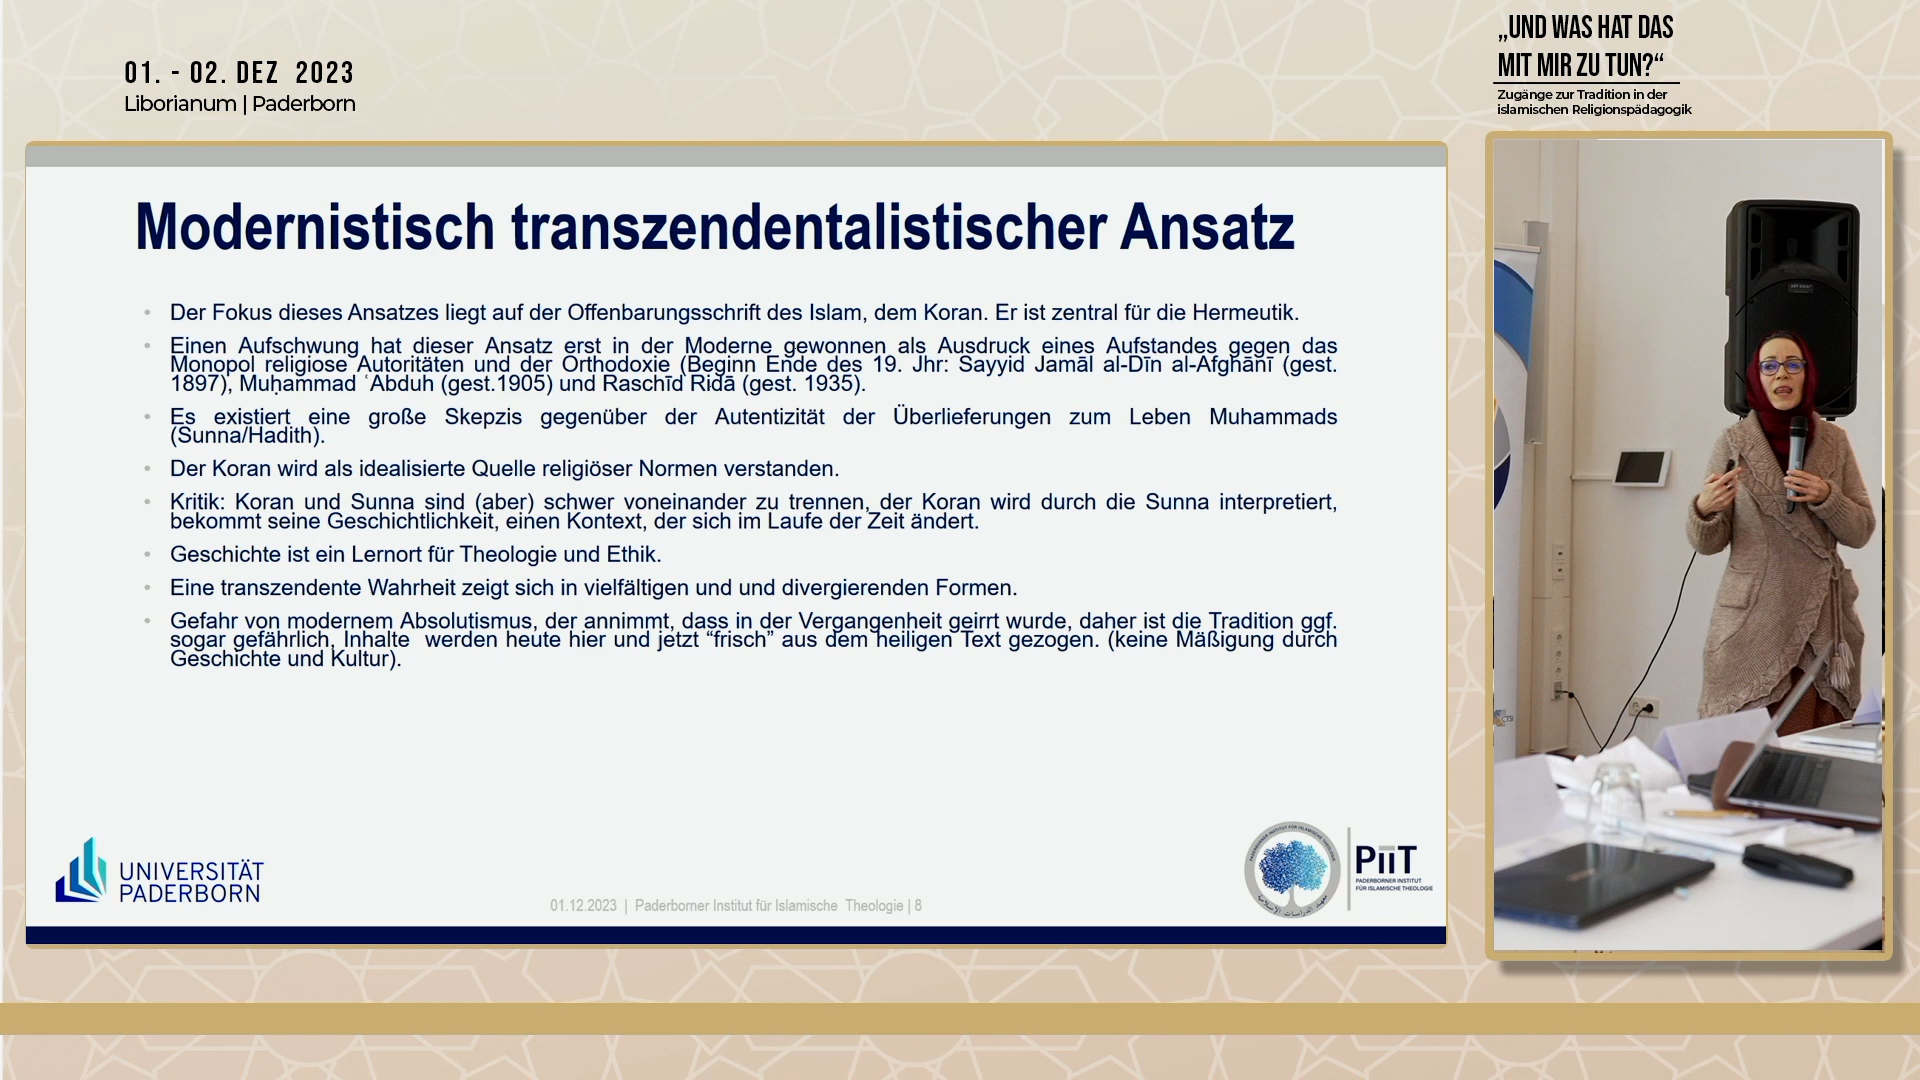 01. - 02. DEZ 2023
Liborianum | Paderborn
„UND WAS HAT DAS
MIT MIR ZU TUN?“
Zugänge zur Tradition in der
islamischen Religionspädagogik
Modernistisch transzendentalistischer Ansatz
• Der Fokus dieses Ansatzes liegt auf der Offenbarungsschrift des Islam, dem Koran. Er ist zentral für die Hermeutik.
• Einen Aufschwung hat dieser Ansatz erst in der Moderne gewonnen als Ausdruck eines Aufstandes gegen das
Monopol religiöse Autoritäten und der Orthodoxie (Beginn Ende des 19. Jhr: Sayyid Jamāl al-Dīn al-Afghānī (gest.
1897), Muḥammad ʿAbduh (gest.1905) und Raschīd Riḍā (gest. 1935).
• Es existiert eine große Skepzis gegenüber der Autentizität der Überlieferungen zum Leben Muhammads
(Sunna/Hadith).
• Der Koran wird als idealisierte Quelle religiöser Normen verstanden.
• Kritik: Koran und Sunna sind (aber) schwer voneinander zu trennen, der Koran wird durch die Sunna interpretiert,
bekommt seine Geschichtlichkeit, einen Kontext, der sich im Laufe der Zeit ändert.
• Geschichte ist ein Lernort für Theologie und Ethik.
• Eine transzendente Wahrheit zeigt sich in vielfältigen und und divergierenden Formen.
• Gefahr von modernem Absolutismus, der annimmt, dass in der Vergangenheit geirrt wurde, daher ist die Tradition ggf.
sogar gefährlich, Inhalte werden heute hier und jetzt “frisch” aus dem heiligen Text gezogen. (keine Mäßigung durch
Geschichte und Kultur).
UNIVERSITÄT
PADERBORN
01.12.2023 | Paderborner Institut für Islamische Theologie | 8
PADERBORNER INSTITUT FÜR ISLAMISCHE THEOLOGIE
معهد الدراسات الإسلامية
PiiT
PADERBORNER INSTITUT
FÜR ISLAMISCHE THEOLOGIE
CTSI